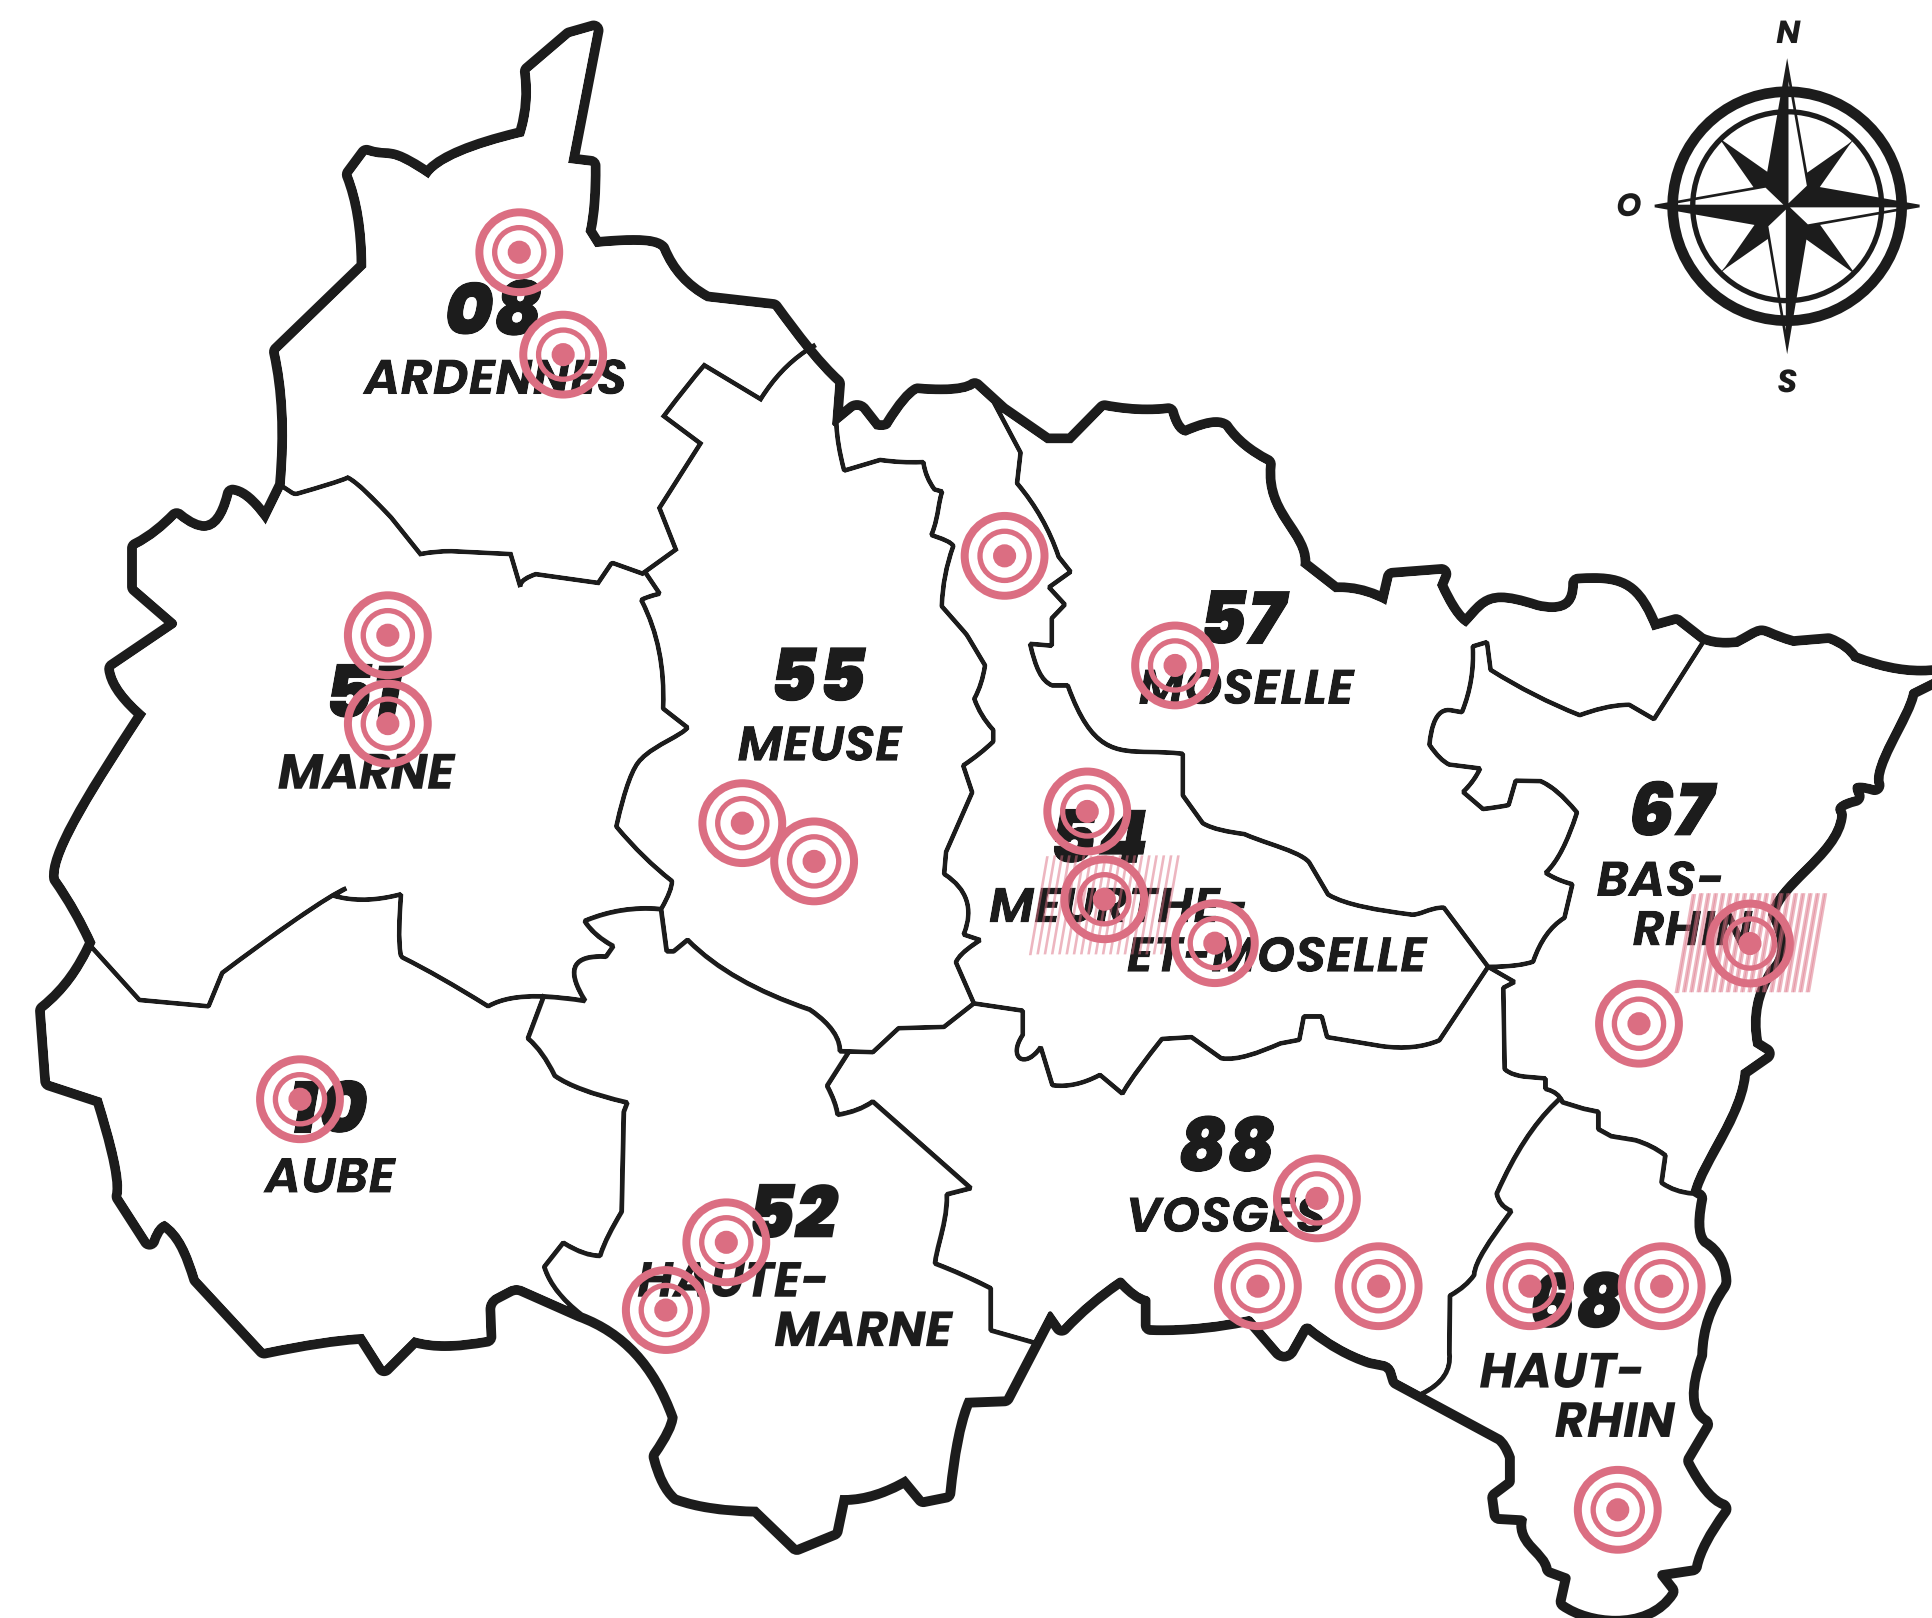 N
O
S
08
ARDENNES
57
MOSELLE
51
MARNE
55
MEUSE
67
BAS-
RHIN
54
MEURTHE-
ET-MOSELLE
10
AUBE
88
VOSGES
52
HAUTE-
MARNE
68
HAUT-
RHIN